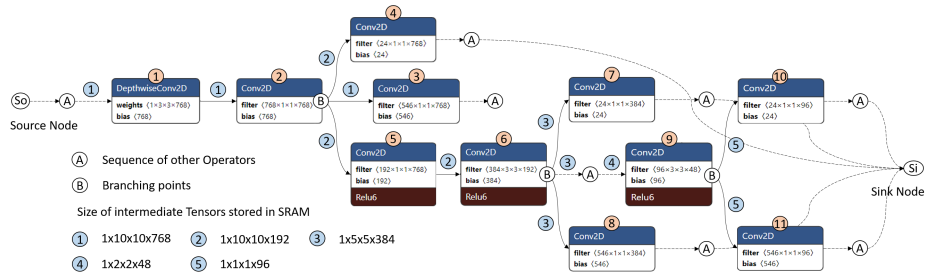 4
Conv2D
filter ⟨24×1×1×768⟩
bias ⟨24⟩
A
2
1
DepthwiseConv2D
weights ⟨1×3×3×768⟩
bias ⟨768⟩
2
Conv2D
filter ⟨768×1×1×768⟩
bias ⟨768⟩
3
Conv2D
filter ⟨546×1×1×768⟩
bias ⟨546⟩
7
Conv2D
filter ⟨24×1×1×384⟩
bias ⟨24⟩
10
Conv2D
filter ⟨24×1×1×96⟩
bias ⟨24⟩
So
A
1
1
B
1
A
A
A
Source Node
2
3
5
5
Conv2D
filter ⟨192×1×1×768⟩
bias ⟨192⟩
Relu6
2
6
Conv2D
filter ⟨384×3×3×192⟩
bias ⟨384⟩
Relu6
B
3
A
4
9
Conv2D
filter ⟨96×3×3×48⟩
bias ⟨96⟩
Relu6
B
Si
Sink Node
A Sequence of other Operators
B Branching points
3
5
8
Conv2D
filter ⟨546×1×1×384⟩
bias ⟨546⟩
A
11
Conv2D
filter ⟨546×1×1×96⟩
bias ⟨546⟩
A
Size of intermediate Tensors stored in SRAM
1 1x10x10x768 2 1x10x10x192 3 1x5x5x384
4 1x2x2x48 5 1x1x1x96